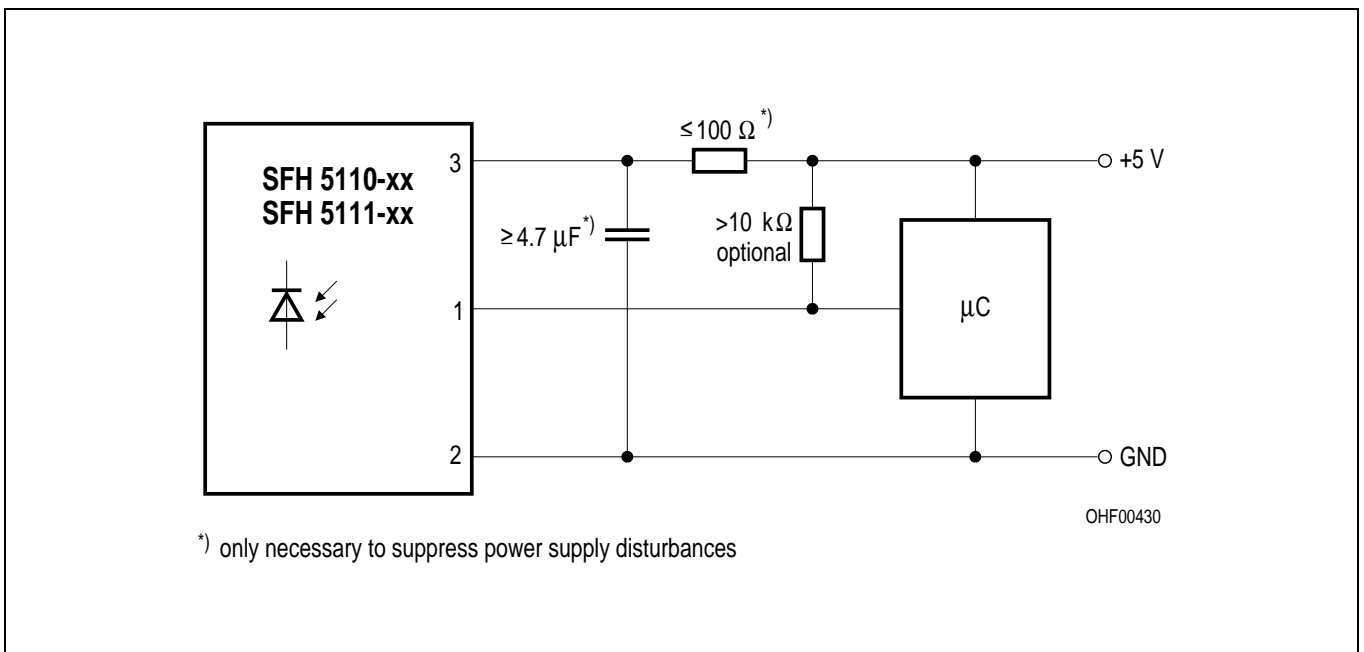 SFH 5110-xx
SFH 5111-xx
3
≤100 Ω *)
+5 V
≥4.7 μF *)
>10 kΩ
optional
1
μC
2
GND
OHF00430
*) only necessary to suppress power supply disturbances